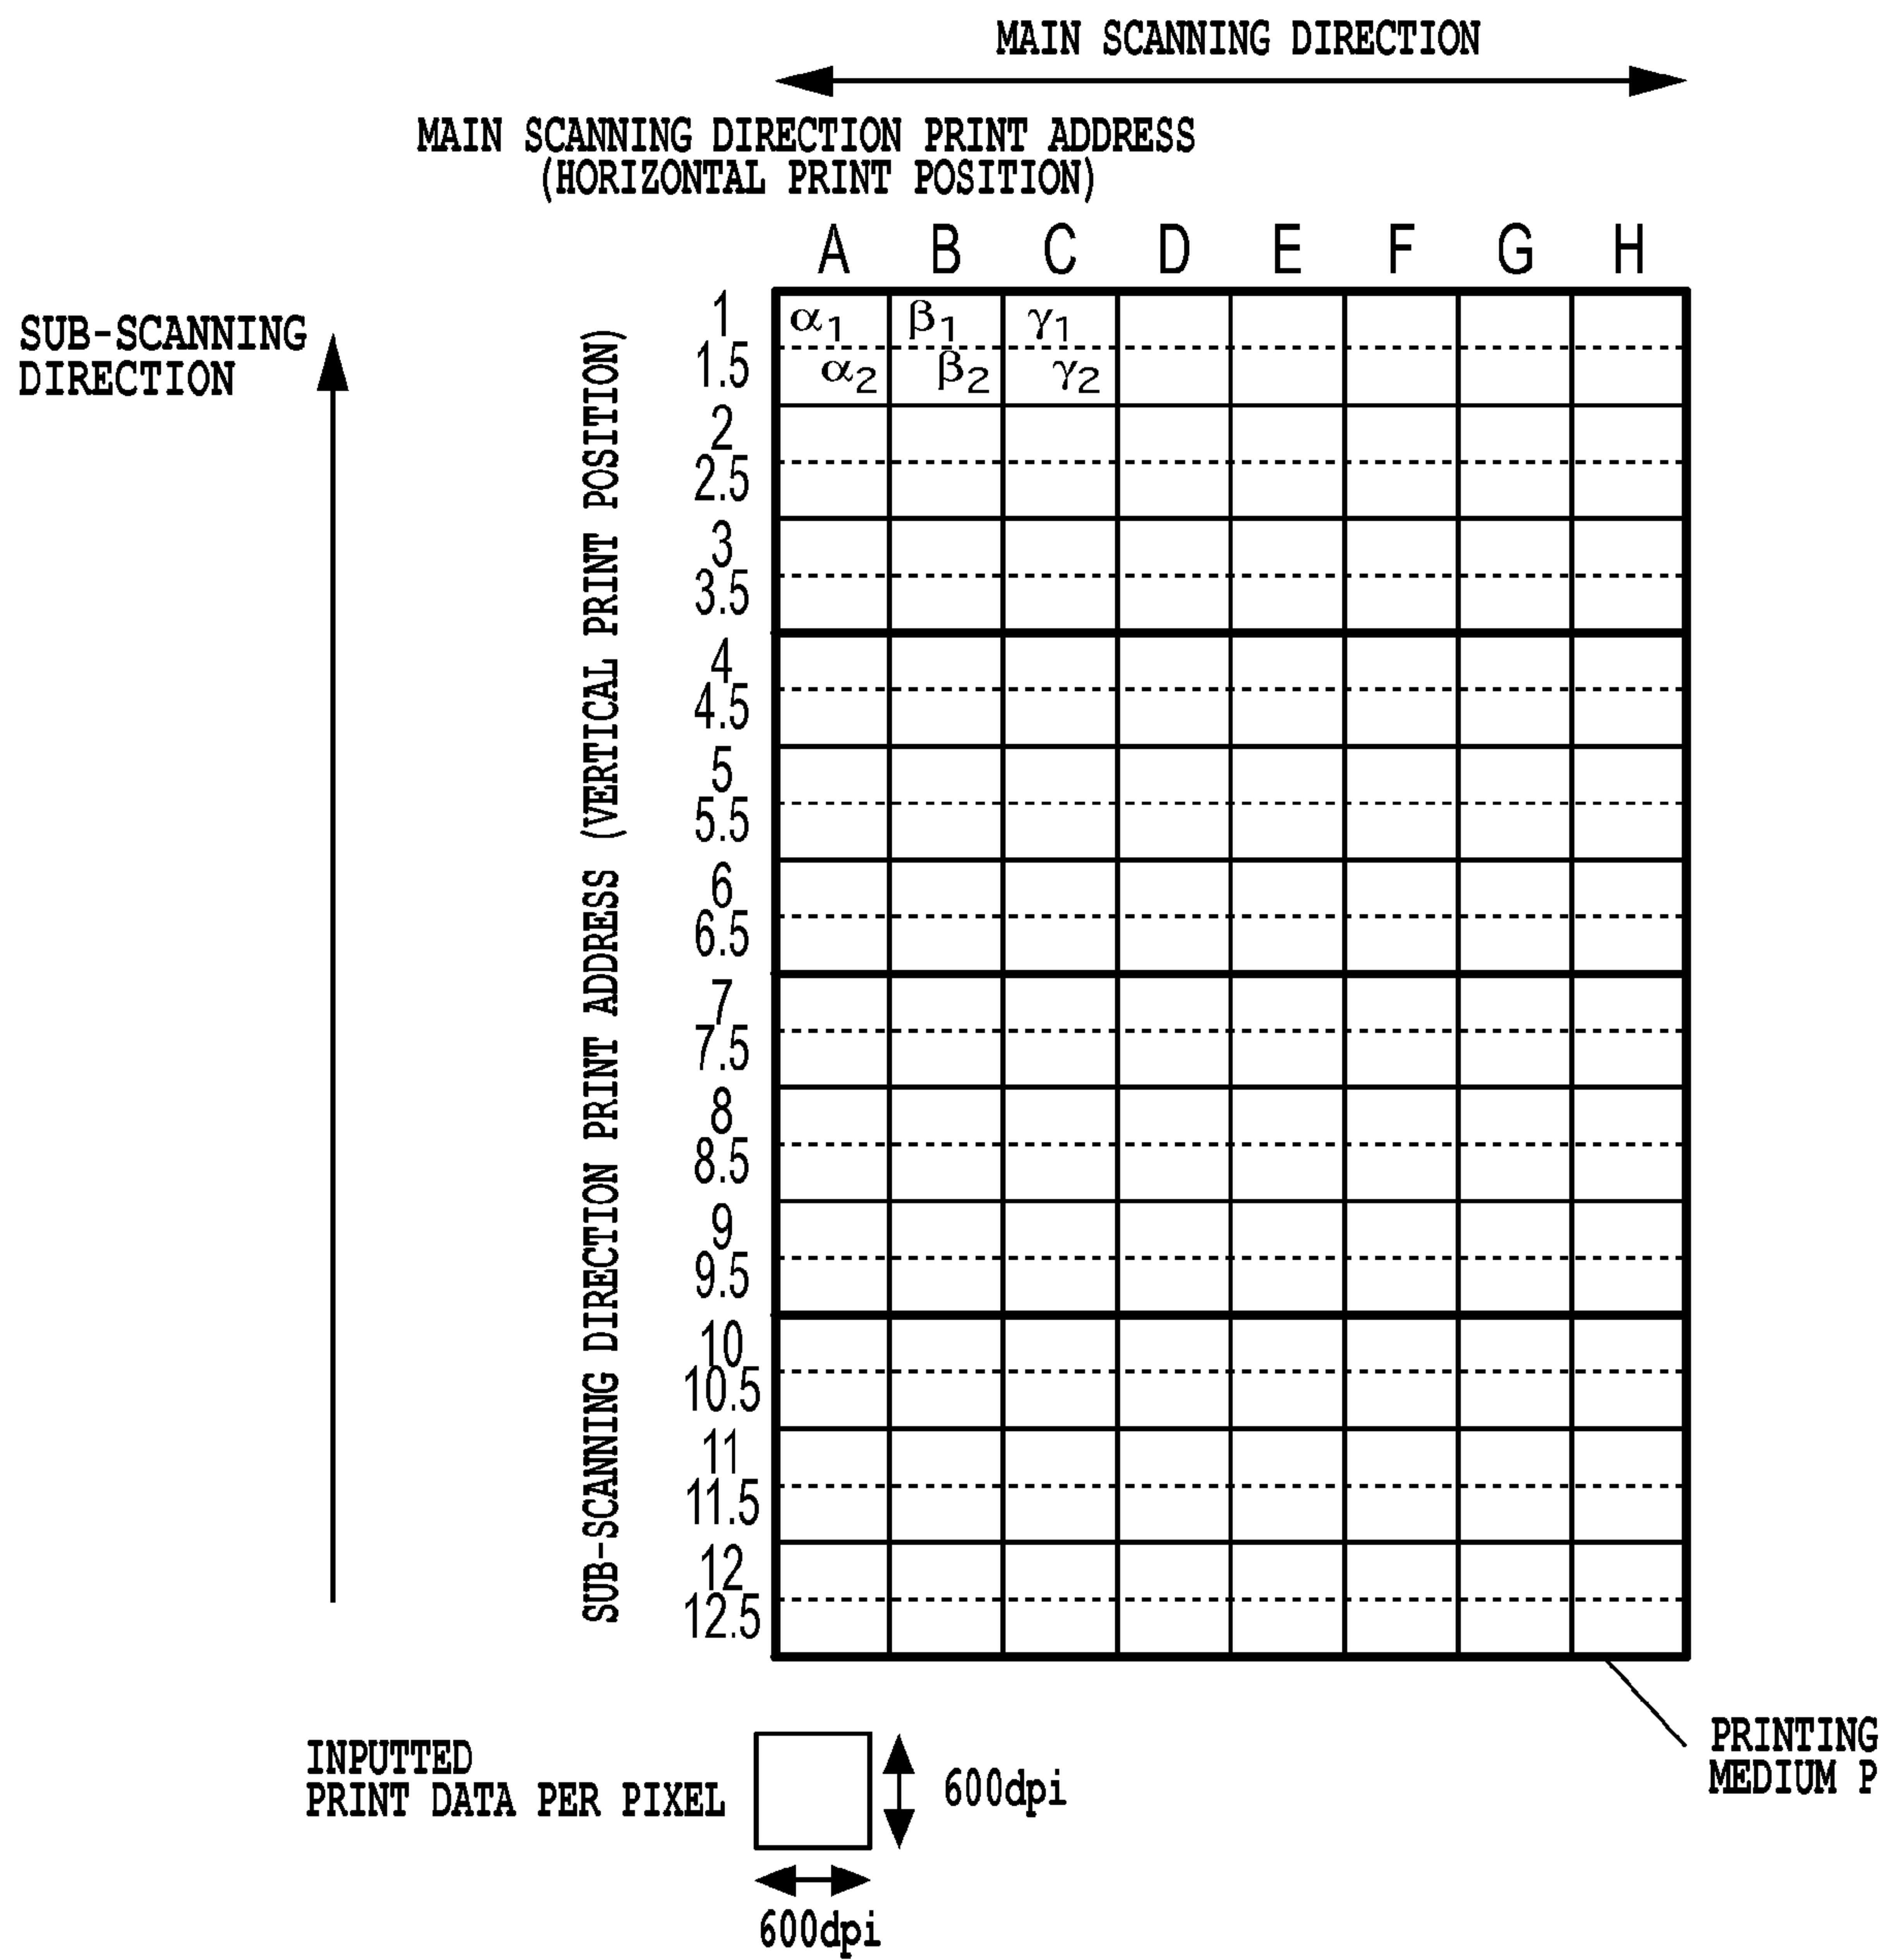 MAIN SCANNING DIRECTION
MAIN SCANNING DIRECTION PRINT ADDRESS
(HORIZONTAL PRINT POSITION)
A B C D E F G H
SUB-SCANNING
DIRECTION
SUB-SCANNING DIRECTION PRINT ADDRESS (VERTICAL PRINT POSITION)
1 α1 β1 γ1
1.5 α2 β2 γ2
2
2.5
3
3.5
4
4.5
5
5.5
6
6.5
7
7.5
8
8.5
9
9.5
10
10.5
11
11.5
12
12.5
PRINTING
MEDIUM P
INPUTTED
PRINT DATA PER PIXEL
600dpi
600dpi